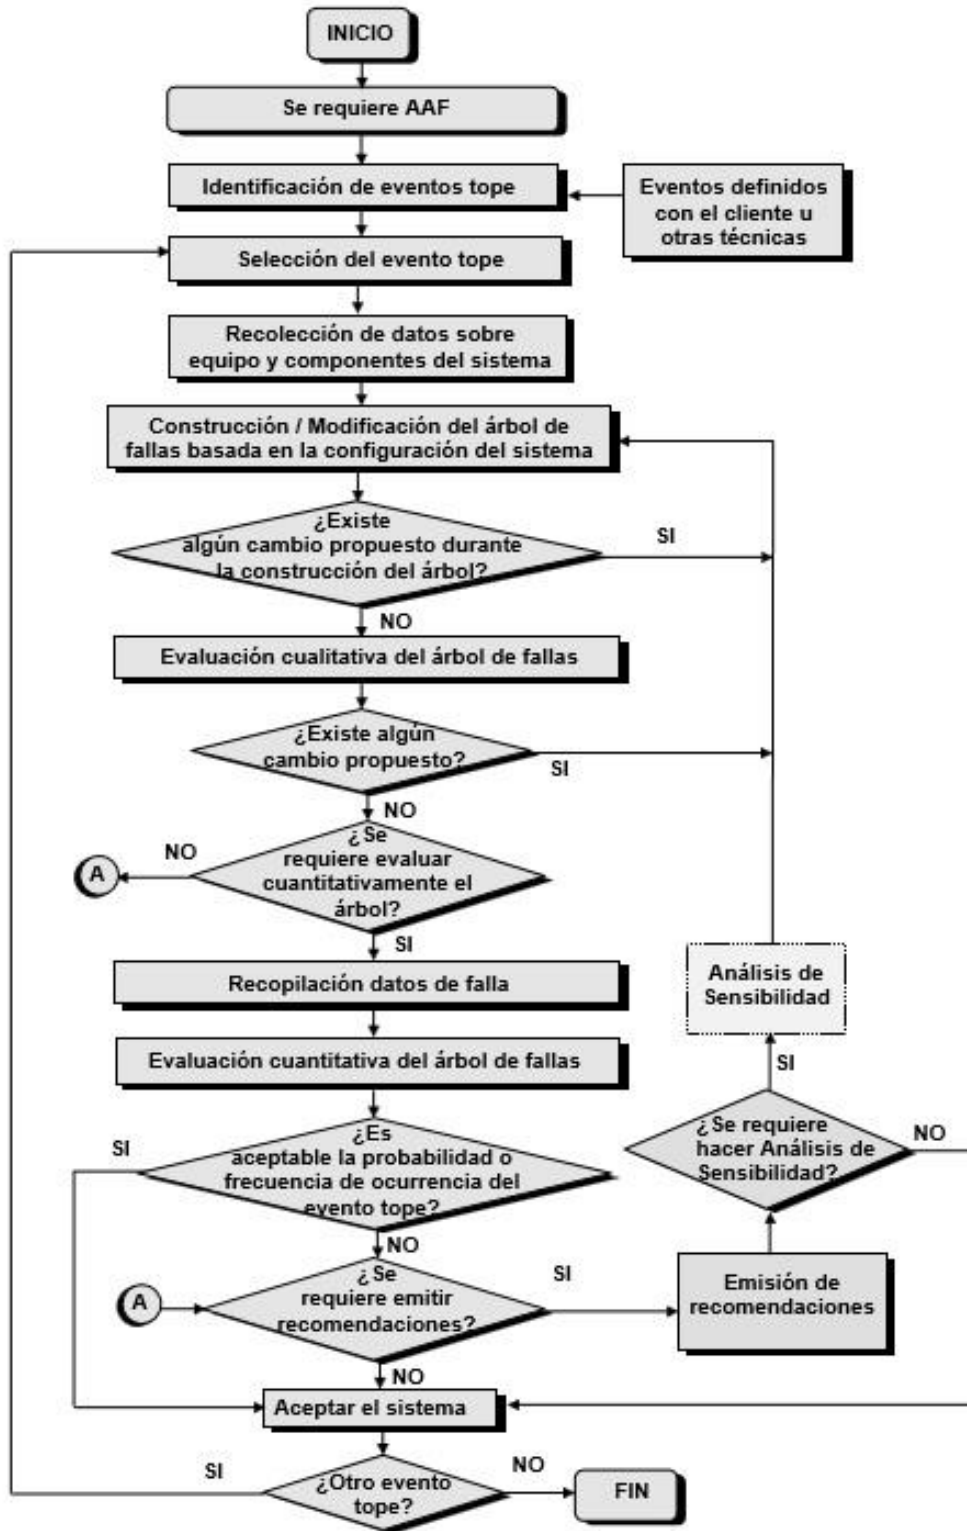 INICIO
Se requiere AAF
Identificación de eventos tope
Eventos definidos
con el cliente u
otras técnicas
Selección del evento tope
Recolección de datos sobre
equipo y componentes del sistema
Construcción / Modificación del árbol de
fallas basada en la configuración del sistema
¿Existe
algún cambio propuesto durante
la construcción del árbol?
SI
NO
Evaluación cualitativa del árbol de fallas
¿Existe algún
cambio propuesto?
SI
NO
¿Se
requiere evaluar
cuantitativamente el
árbol?
NO
A
SI
Recopilación datos de falla
Análisis de
Sensibilidad
Evaluación cuantitativa del árbol de fallas
SI
¿Es
aceptable la probabilidad o
frecuencia de ocurrencia del
evento tope?
SI
¿Se requiere
hacer Análisis de
Sensibilidad?
NO
NO
A
¿Se
requiere emitir
recomendaciones?
SI
Emisión de
recomendaciones
NO
Aceptar el sistema
SI
¿Otro evento
tope?
NO
FIN